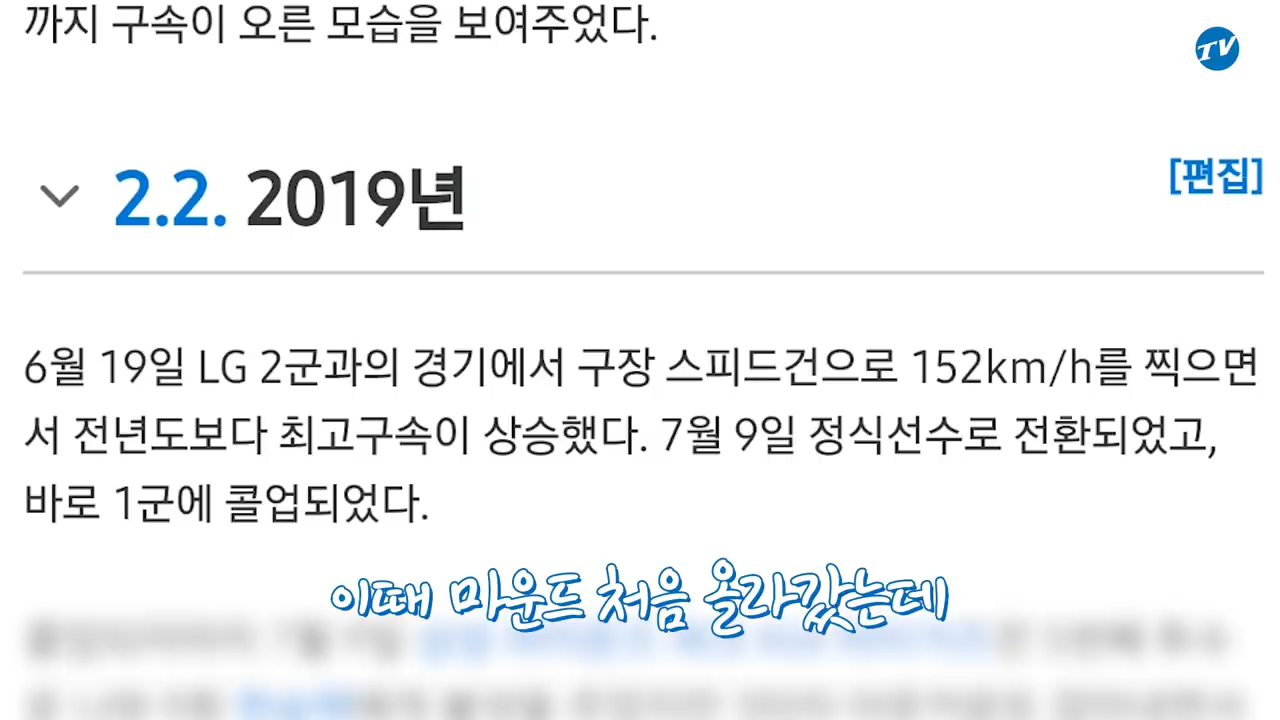 까지 구속이 오른 모습을 보여주었다.
TV
2.2. 2019년
[편집]
6월 19일 LG 2군과의 경기에서 구장 스피드건으로 152km/h를 찍으면
서 전년도보다 최고구속이 상승했다. 7월 9일 정식선수로 전환되었고,
바로 1군에 콜업되었다.
이때 마운드 처음 올라갔는데